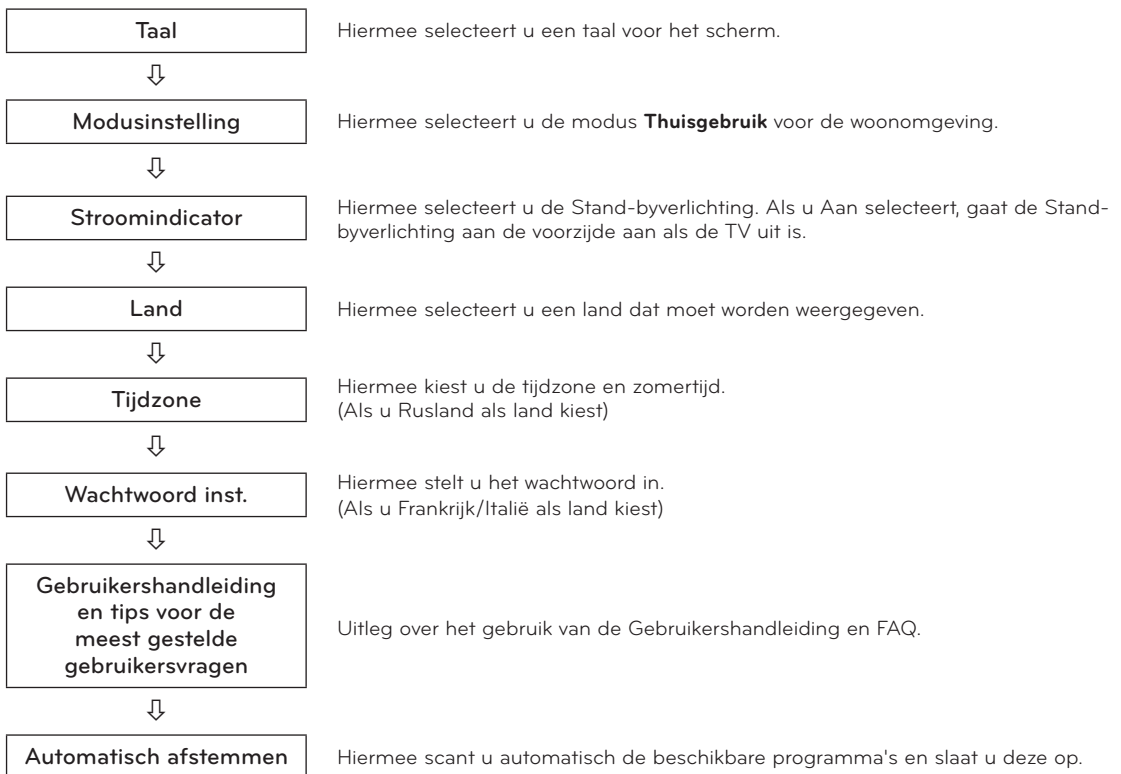 Taal
Hiermee selecteert u een taal voor het scherm.
⇩
Modusinstelling
Hiermee selecteert u de modus Thuisgebruik voor de woonomgeving.
⇩
Stroomindicator
Hiermee selecteert u de Stand-byverlichting. Als u Aan selecteert, gaat de Stand-
byverlichting aan de voorzijde aan als de TV uit is.
⇩
Land
Hiermee selecteert u een land dat moet worden weergegeven.
⇩
Tijdzone
Hiermee kiest u de tijdzone en zomertijd.
(Als u Rusland als land kiest)
⇩
Wachtwoord inst.
Hiermee stelt u het wachtwoord in.
(Als u Frankrijk/Italië als land kiest)
⇩
Gebruikershandleiding
en tips voor de
meest gestelde
gebruikersvragen
Uitleg over het gebruik van de Gebruikershandleiding en FAQ.
⇩
Automatisch afstemmen
Hiermee scant u automatisch de beschikbare programma's en slaat u deze op.